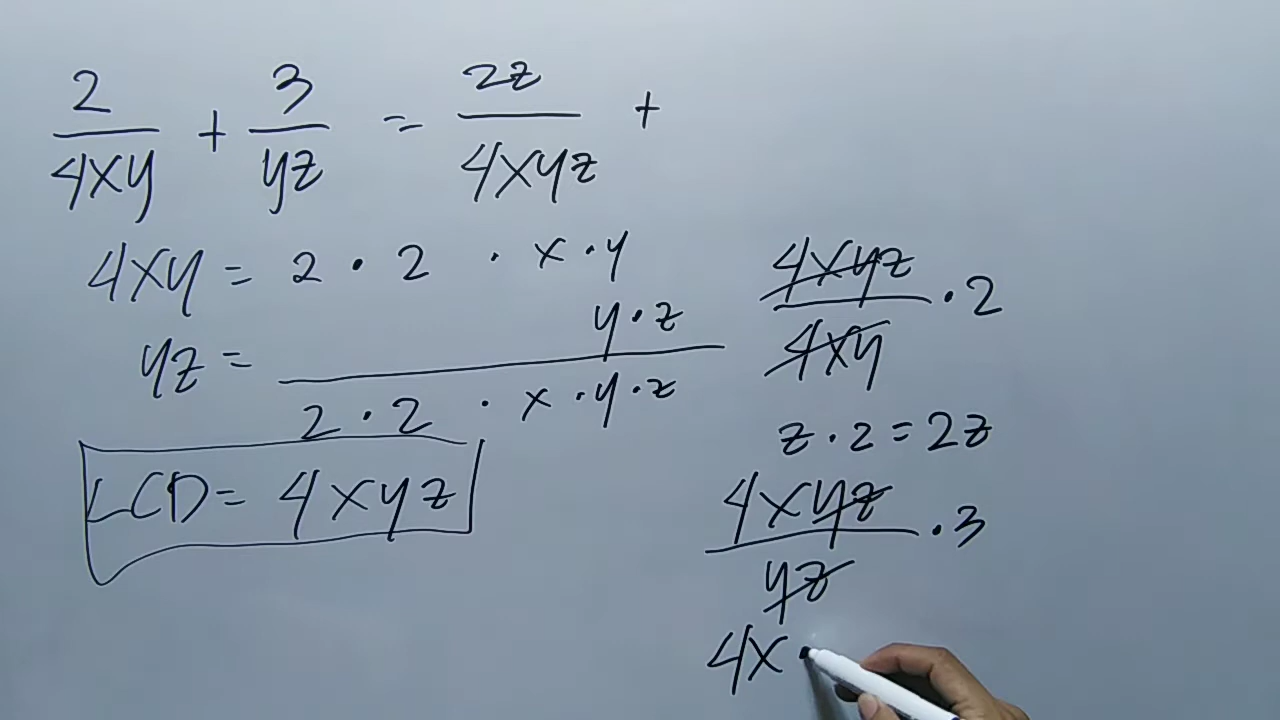 2/4xy + 3/yz = 2z/4xyz +
4xy = 2 · 2 · x · y
yz = y · z
2 · 2 · x · y · z
LCD = 4xyz
4xyz/4xy · 2
z · 2 = 2z
4xyz/yz · 3
4x ·